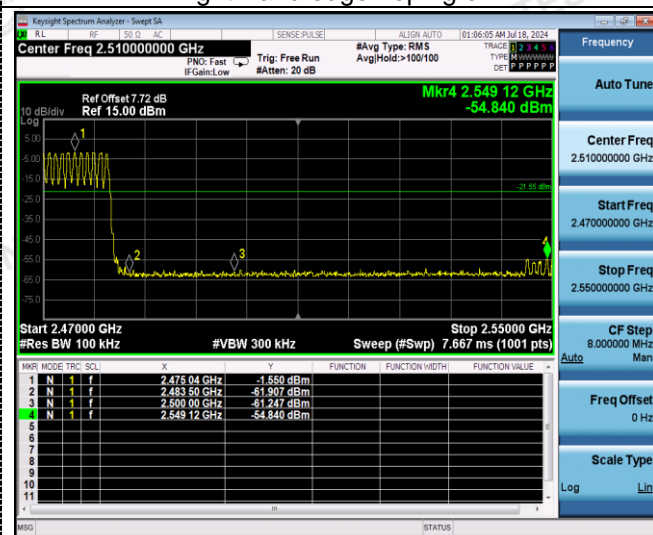 Keysight Spectrum Analyzer - Swept SA
RL RF 50 Ω AC SENSE:PULSE ALIGN AUTO 01:06:05 AM Jul 18, 2024
Center Freq 2.510000000 GHz
PNO: Fast
IFGain:Low
Trig: Free Run
#Atten: 20 dB
#Avg Type: RMS
Avg|Hold:>100/100
TRACE 1 2 3 4 5 6
TYPE M W W W W W
DET P P P P P P
Frequency
Auto Tune
Center Freq
2.510000000 GHz
Start Freq
2.470000000 GHz
Stop Freq
2.550000000 GHz
CF Step
8.000000 MHz
Auto Man
Freq Offset
0 Hz
Scale Type
Log Lin
Mkr4 2.549 12 GHz
-54.840 dBm
Ref Offset 7.72 dB
10 dB/div Ref 15.00 dBm
Log
5.00
-5.00
-15.0
-25.0
-35.0
-45.0
-55.0
-65.0
-75.0
1
2
3
4
-21.55 dBm
Start 2.47000 GHz Stop 2.55000 GHz
#Res BW 100 kHz #VBW 300 kHz Sweep (#Swp) 7.667 ms (1001 pts)
MKR MODE TRC SCL X Y FUNCTION FUNCTION WIDTH FUNCTION VALUE
1 N 1 f 2.475 04 GHz -1.550 dBm
2 N 1 f 2.483 50 GHz -61.907 dBm
3 N 1 f 2.500 00 GHz -61.247 dBm
4 N 1 f 2.549 12 GHz -54.840 dBm
5
6
7
8
9
10
11
MSG STATUS